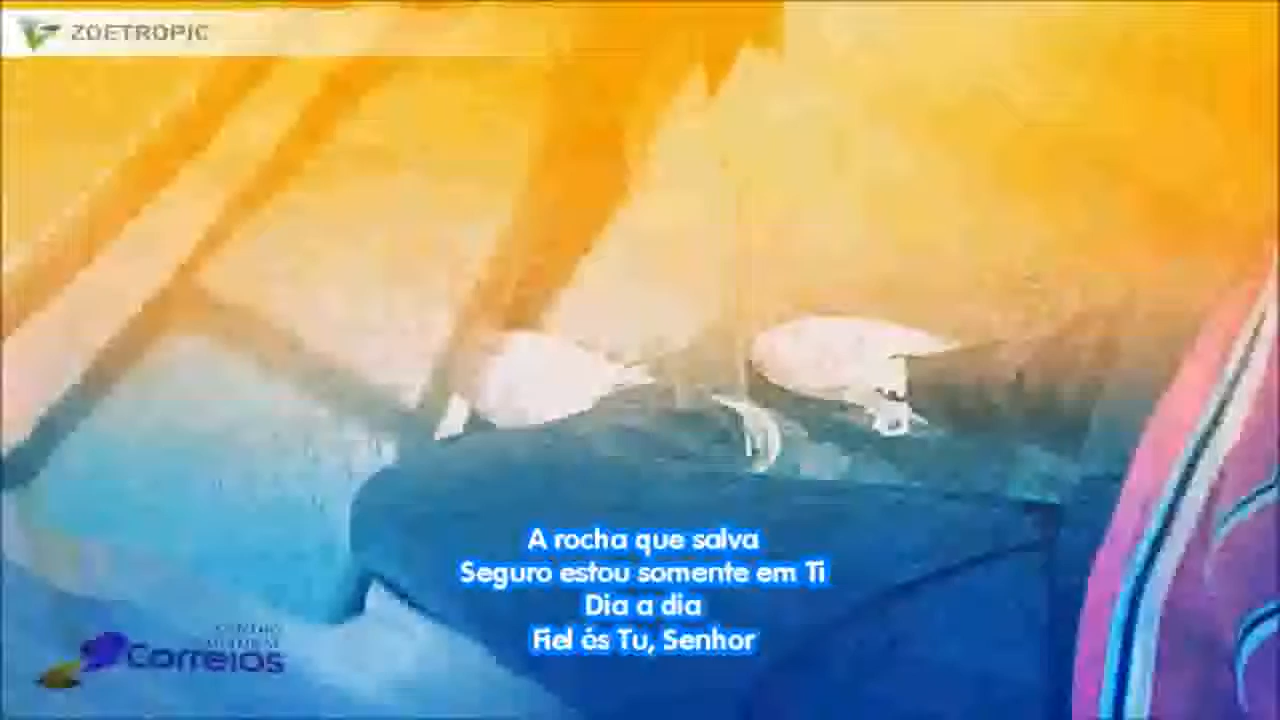 ZOETROPIC
A rocha que salva
Seguro estou somente em Ti
Dia a dia
Fiel és Tu, Senhor
Correios